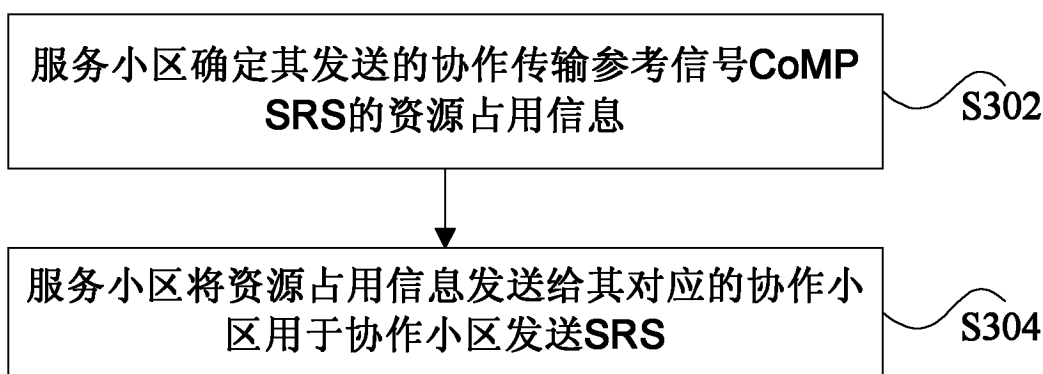 服务小区确定其发送的协作传输参考信号CoMP
SRS的资源占用信息
S302
服务小区将资源占用信息发送给其对应的协作小
区用于协作小区发送SRS
S304